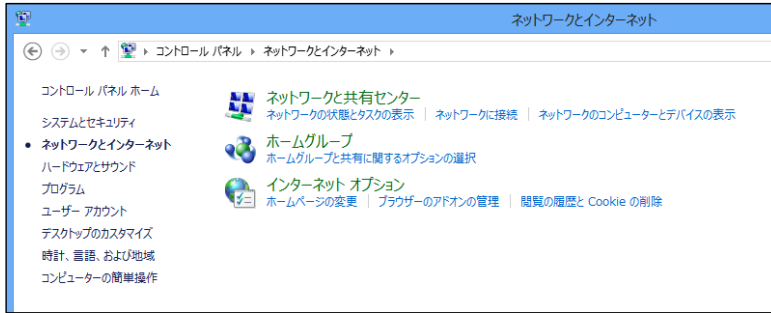 ネットワークとインターネット
コントロール パネル ネットワークとインターネット
コントロール パネル ホーム
システムとセキュリティ
ネットワークとインターネット
ハードウェアとサウンド
プログラム
ユーザー アカウント
デスクトップのカスタマイズ
時計、言語、および地域
コンピューターの簡単操作
ネットワークと共有センター
ネットワークの状態とタスクの表示 ネットワークに接続 ネットワークのコンピューターとデバイスの表示
ホームグループ
ホームグループと共有に関するオプションの選択
インターネット オプション
ホームページの変更 ブラウザーのアドオンの管理 閲覧の履歴と Cookie の削除